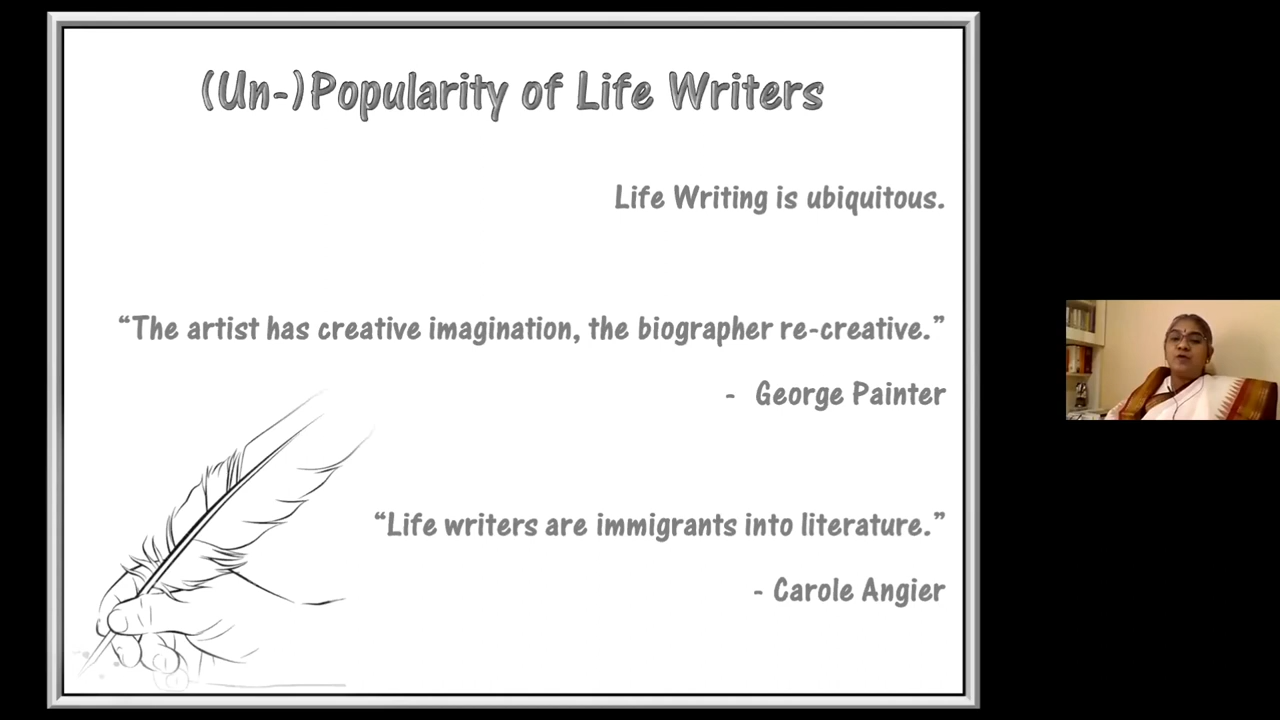 (Un-)Popularity of Life Writers
Life Writing is ubiquitous.
“The artist has creative imagination, the biographer re-creative.”
- George Painter
“Life writers are immigrants into literature.”
- Carole Angier